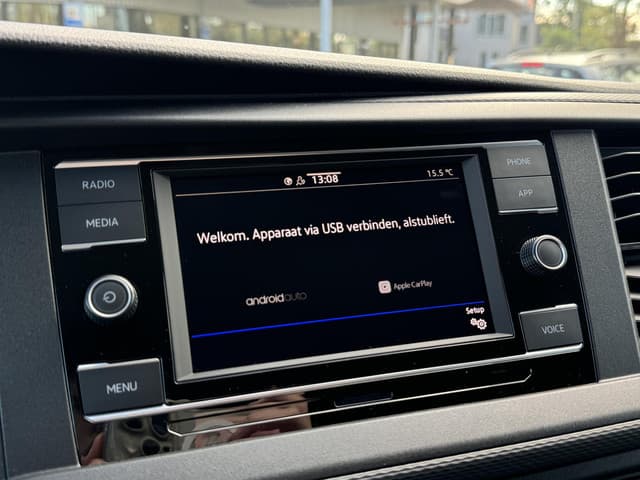 RADIO
MEDIA
MENU
13:08
15.5 °C
Welkom. Apparaat via USB verbinden, alstublieft.
androidauto
Apple CarPlay
Setup
PHONE
APP
VOICE